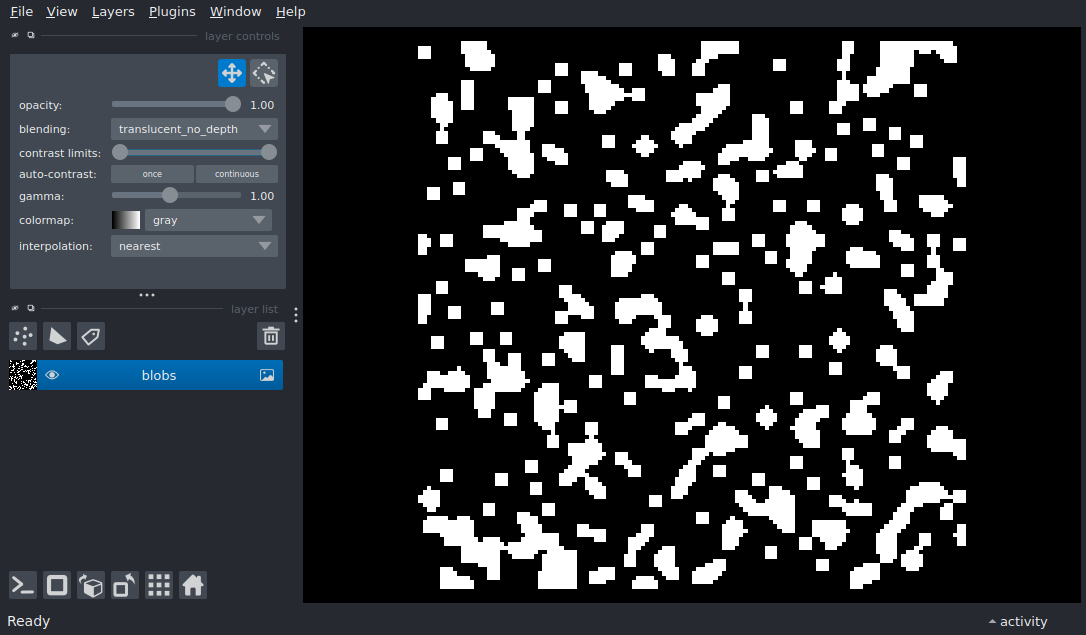 File View Layers Plugins Window Help
layer controls
opacity: 1.00
blending: translucent_no_depth
contrast limits:
auto-contrast: once continuous
gamma: 1.00
colormap: gray
interpolation: nearest
layer list
blobs
Ready
activity